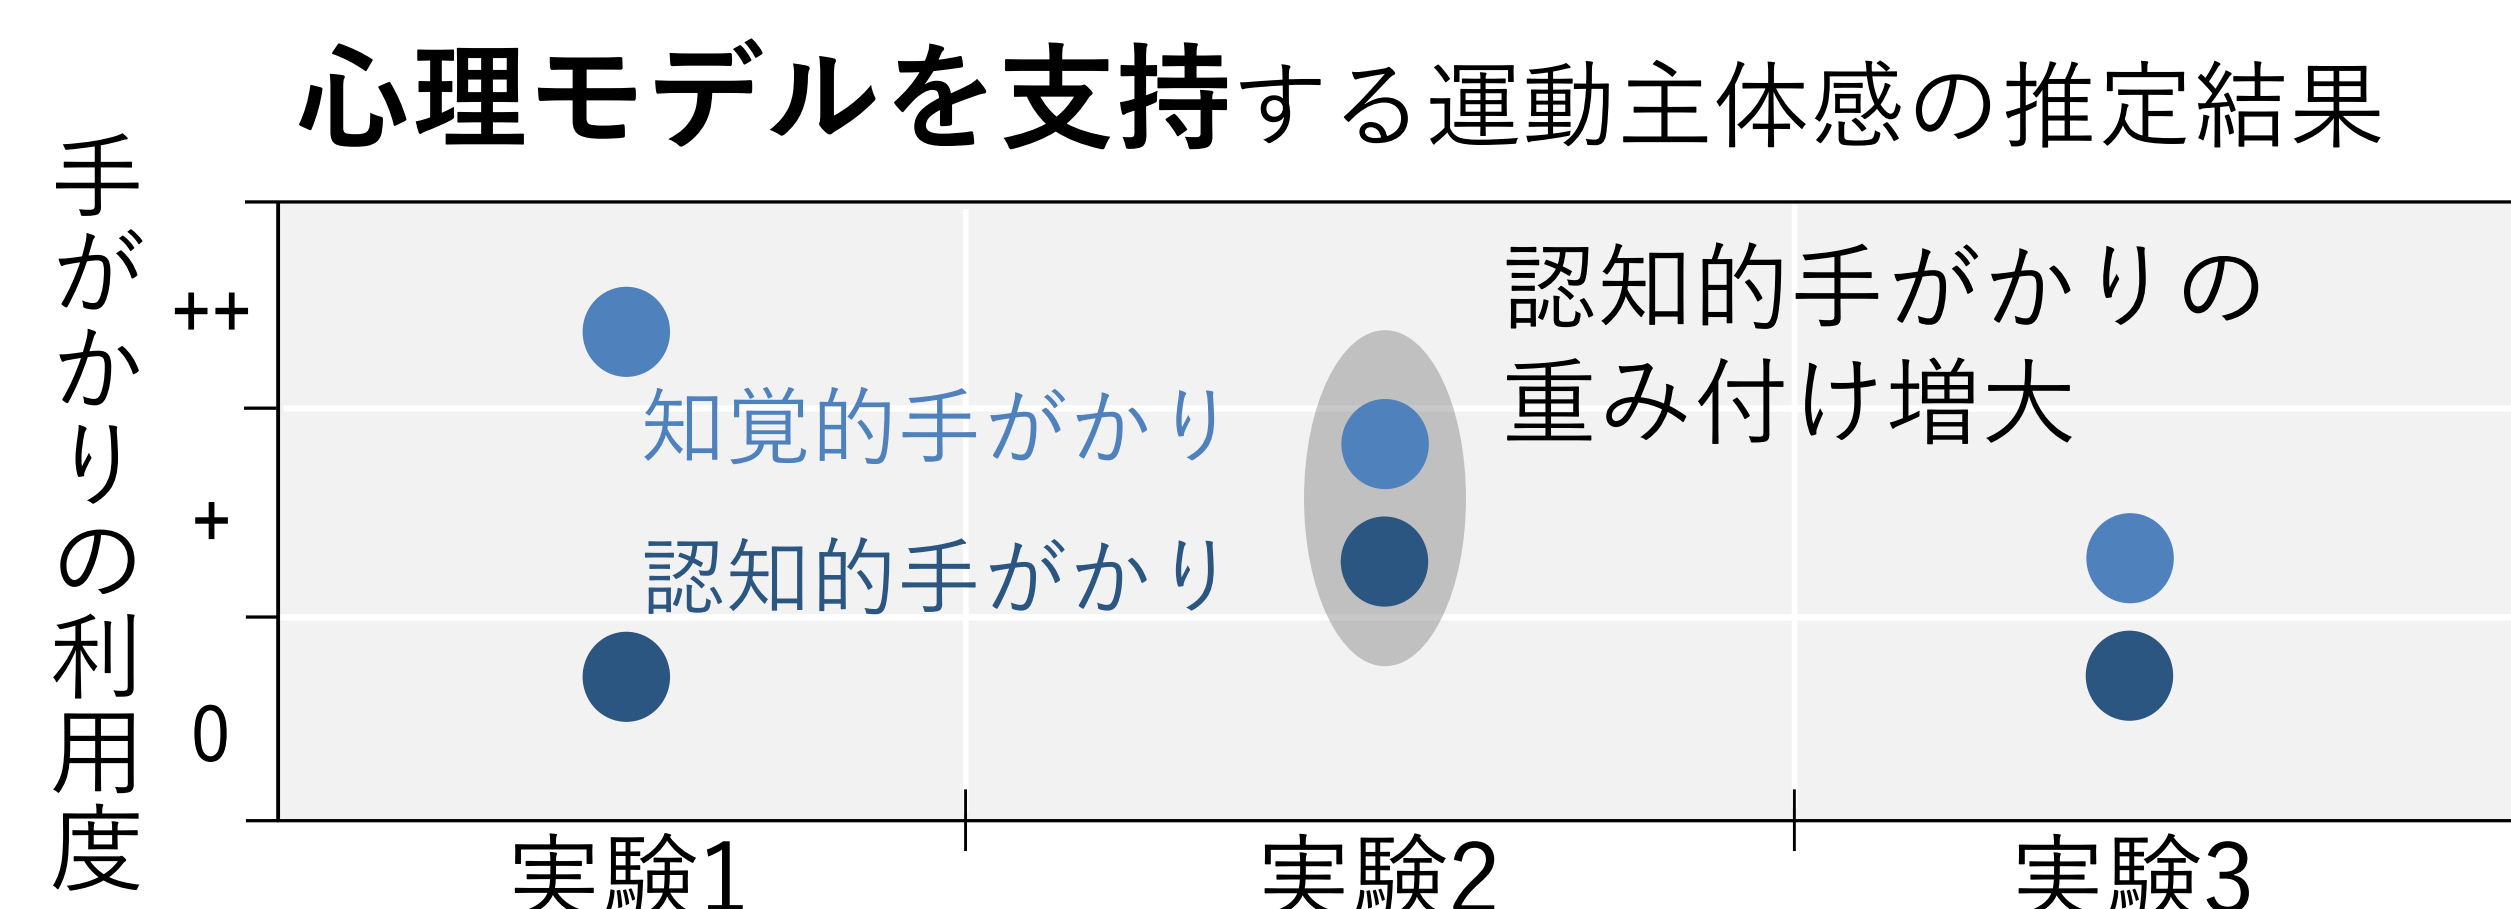 心理モデルを支持する運動主体感の推定結果
手がかりの利用度
++
+
0
認知的手がかりの
重み付け増大
知覚的手がかり
認知的手がかり
実験1
実験2
実験3